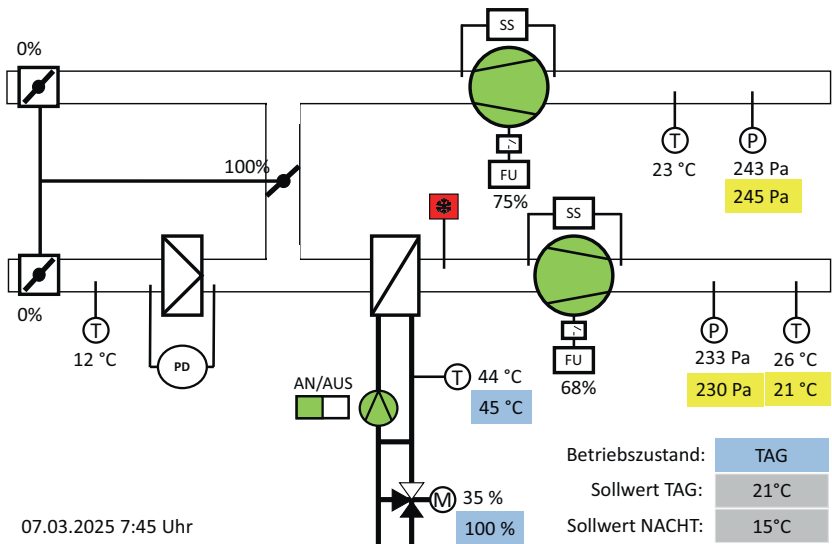 0%
SS
100%
T
23 °C
P
243 Pa
245 Pa
FU
75%
SS
0%
T
12 °C
PD
FU
68%
P
233 Pa
230 Pa
T
26 °C
21 °C
AN/AUS
T
44 °C
45 °C
M
35 %
100 %
Betriebszustand: TAG
Sollwert TAG: 21°C
Sollwert NACHT: 15°C
07.03.2025 7:45 Uhr